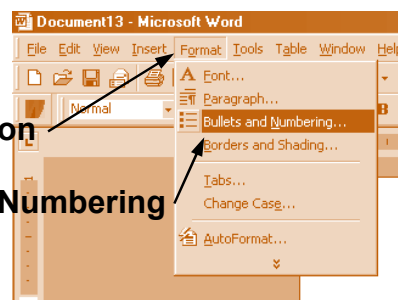 Document13 - Microsoft Word
File Edit View Insert Format Tools Table Window Help
Normal B
Font...
Paragraph...
Bullets and Numbering...
Borders and Shading...
Tabs...
Change Case...
AutoFormat...
on
Numbering